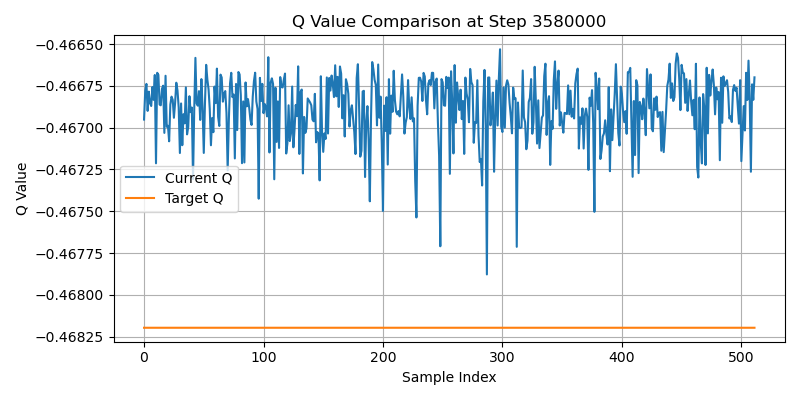 Q Value Comparison at Step 3580000
−0.46650
−0.46675
−0.46700
−0.46725
−0.46750
−0.46775
−0.46800
−0.46825
Q Value
Current Q
Target Q
0 100 200 300 400 500
Sample Index